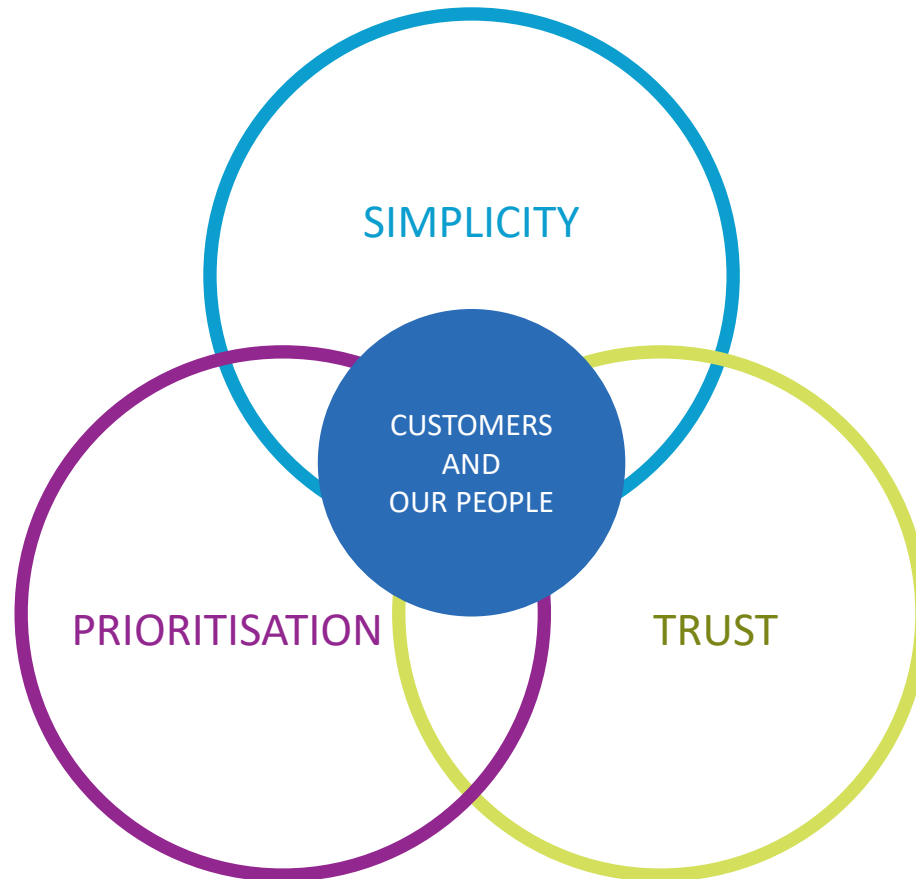 SIMPLICITY
CUSTOMERS
AND
OUR PEOPLE
PRIORITISATION
TRUST